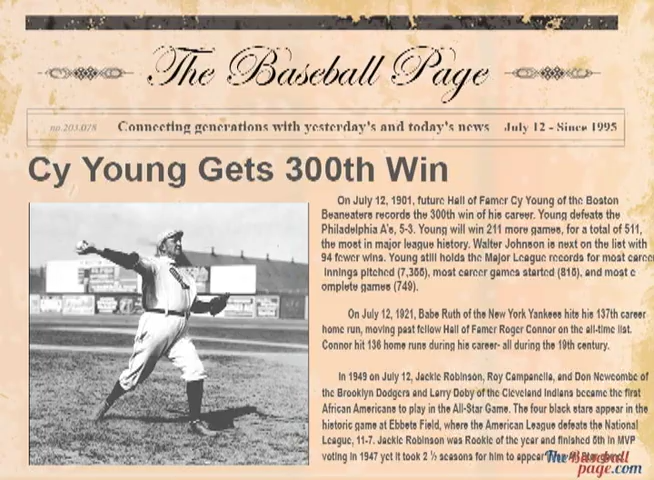 The Baseball Page
no.203.078 Connecting generations with yesterday's and today's news July 12 - Since 1995
Cy Young Gets 300th Win
On July 12, 1901, future Hall of Famer Cy Young of the Boston
Beaneaters records the 300th win of his career. Young defeats the
Philadelphia A's, 5-3. Young will win 211 more games, for a total of 511,
the most in major league history. Walter Johnson is next on the list with
94 fewer wins. Young still holds the Major League records for most career
innings pitched (7,355), most career games started (815), and most c
omplete games (749).
On July 12, 1921, Babe Ruth of the New York Yankees hits his 137th career
home run, moving past fellow Hall of Famer Roger Connor on the all-time list.
Connor hit 136 home runs during his career- all during the 19th century.
In 1949 on July 12, Jackie Robinson, Roy Campanella, and Don Newcombe of
the Brooklyn Dodgers and Larry Doby of the Cleveland Indians became the first
African Americans to play in the All-Star Game. The four black stars appear in the
historic game at Ebbets Field, where the American League defeats the National
League, 11-7. Jackie Robinson was Rookie of the year and finished 5th in MVP
voting in 1947 yet it took 2 ½ seasons for him to appear
The Baseball
page.com